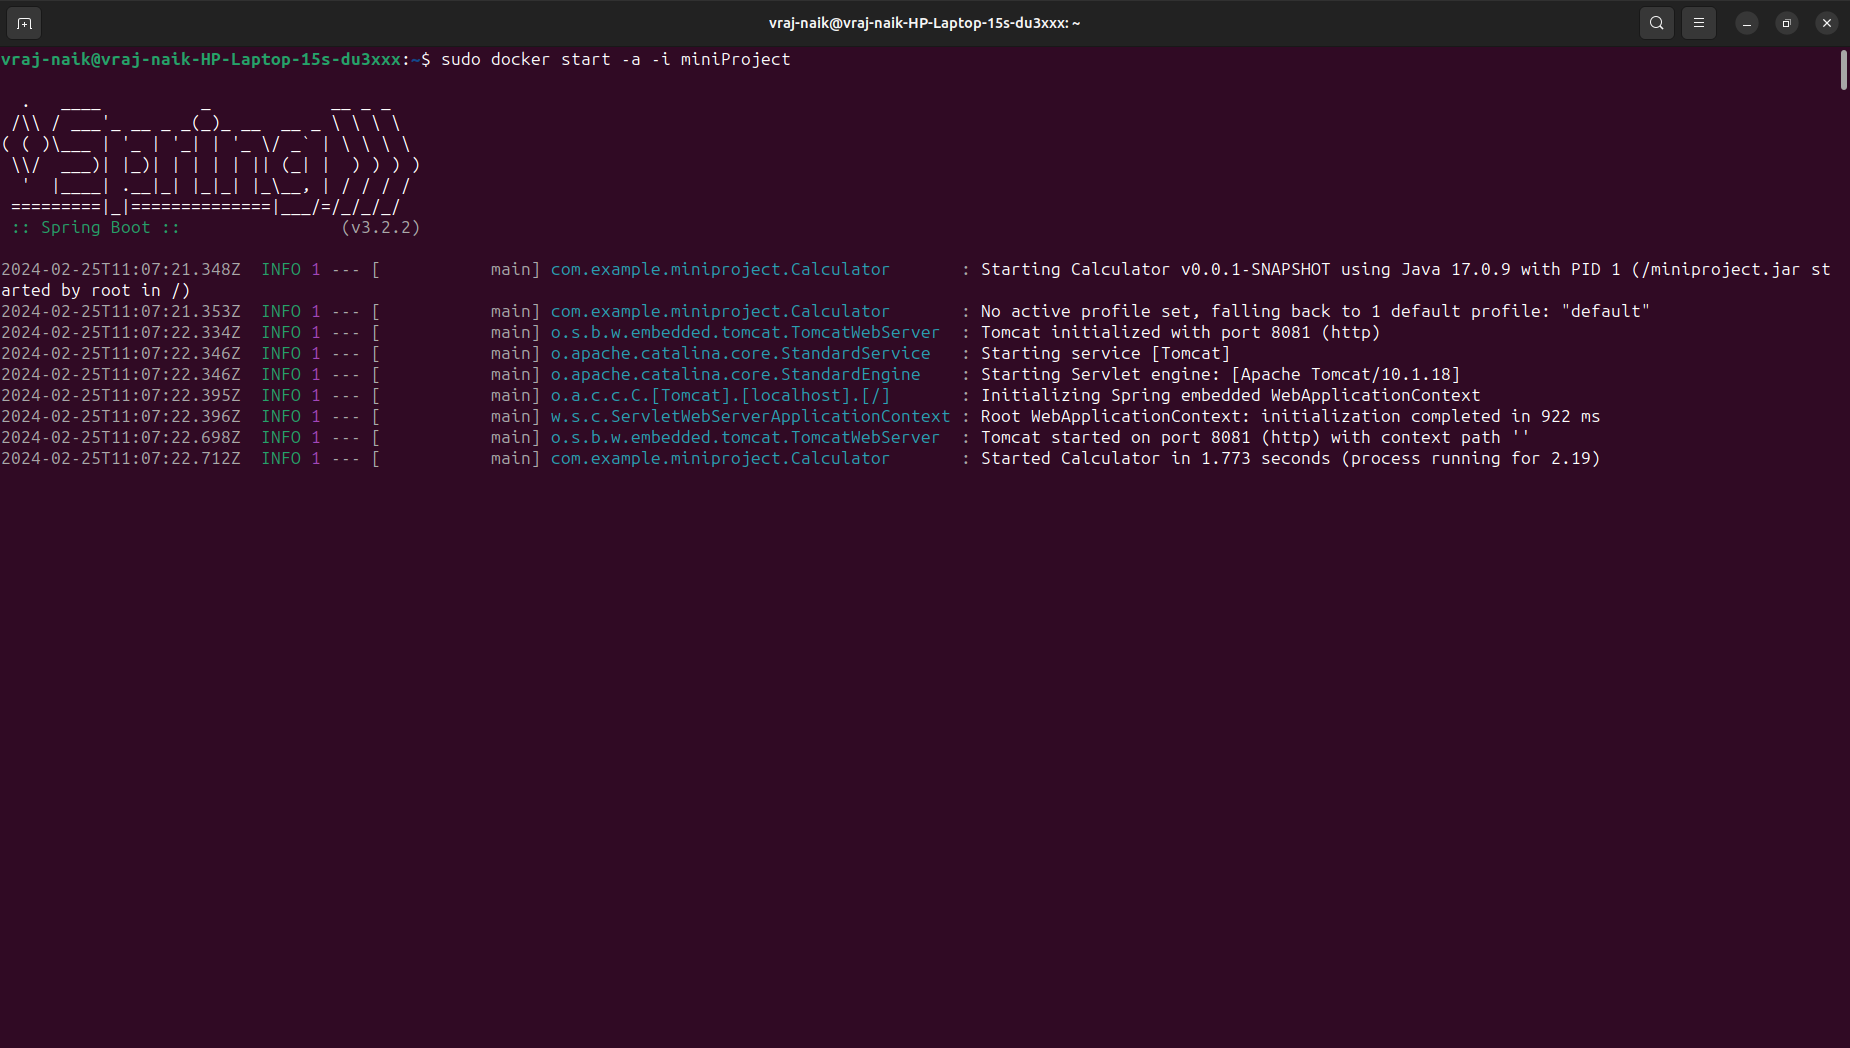 vraj-naik@vraj-naik-HP-Laptop-15s-du3xxx: ~
vraj-naik@vraj-naik-HP-Laptop-15s-du3xxx:~$ sudo docker start -a -i miniProject
  .   ____          _            __ _ _
 /\\ / ___'_ __ _ _(_)_ __  __ _ \ \ \ \
( ( )\___ | '_ | '_| | '_ \/ _` | \ \ \ \
 \\/  ___)| |_)| | | | | || (_| |  ) ) ) )
  '  |____| .__|_| |_|_| |_\__, | / / / /
 =========|_|==============|___/=/_/_/_/
 :: Spring Boot ::                (v3.2.2)
2024-02-25T11:07:21.348Z  INFO 1 --- [           main] com.example.miniproject.Calculator       : Starting Calculator v0.0.1-SNAPSHOT using Java 17.0.9 with PID 1 (/miniproject.jar st
arted by root in /)
2024-02-25T11:07:21.353Z  INFO 1 --- [           main] com.example.miniproject.Calculator       : No active profile set, falling back to 1 default profile: "default"
2024-02-25T11:07:22.334Z  INFO 1 --- [           main] o.s.b.w.embedded.tomcat.TomcatWebServer  : Tomcat initialized with port 8081 (http)
2024-02-25T11:07:22.346Z  INFO 1 --- [           main] o.apache.catalina.core.StandardService   : Starting service [Tomcat]
2024-02-25T11:07:22.346Z  INFO 1 --- [           main] o.apache.catalina.core.StandardEngine    : Starting Servlet engine: [Apache Tomcat/10.1.18]
2024-02-25T11:07:22.395Z  INFO 1 --- [           main] o.a.c.c.C.[Tomcat].[localhost].[/]       : Initializing Spring embedded WebApplicationContext
2024-02-25T11:07:22.396Z  INFO 1 --- [           main] w.s.c.ServletWebServerApplicationContext : Root WebApplicationContext: initialization completed in 922 ms
2024-02-25T11:07:22.698Z  INFO 1 --- [           main] o.s.b.w.embedded.tomcat.TomcatWebServer  : Tomcat started on port 8081 (http) with context path ''
2024-02-25T11:07:22.712Z  INFO 1 --- [           main] com.example.miniproject.Calculator       : Started Calculator in 1.773 seconds (process running for 2.19)